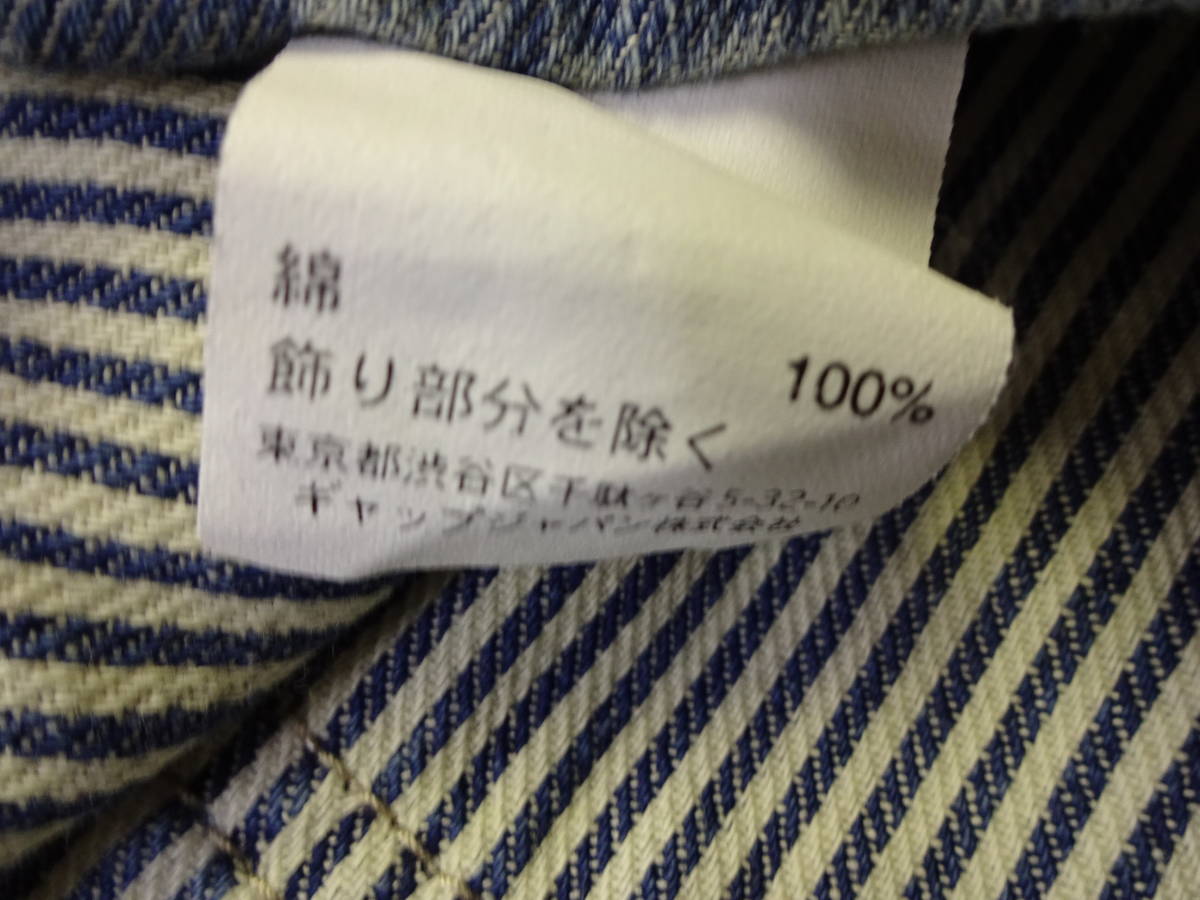 綿 100%
飾り部分を除く
東京都渋谷区千駄ヶ谷5-32-10
ギャップジャパン株式会社